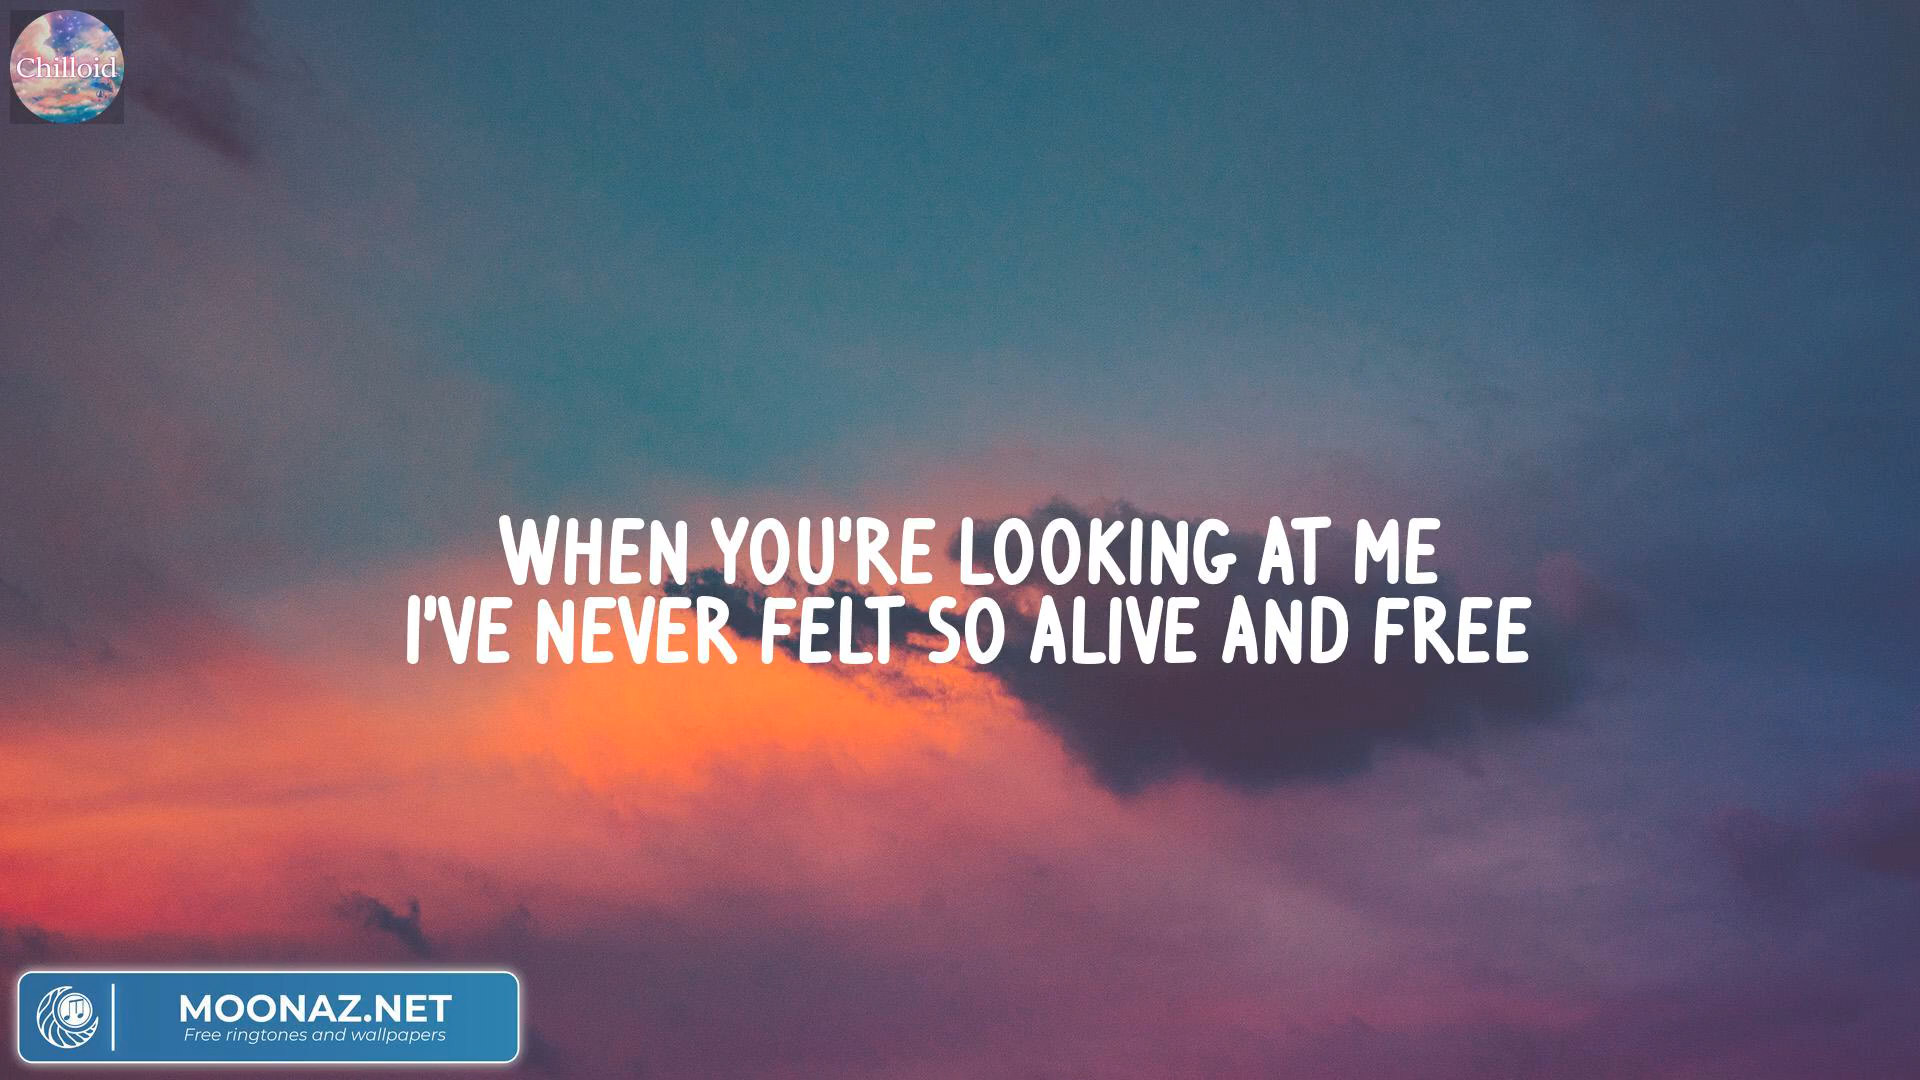 Chilloid
WHEN YOU'RE LOOKING AT ME
I'VE NEVER FELT SO ALIVE AND FREE
MOONAZ.NET
Free ringtones and wallpapers